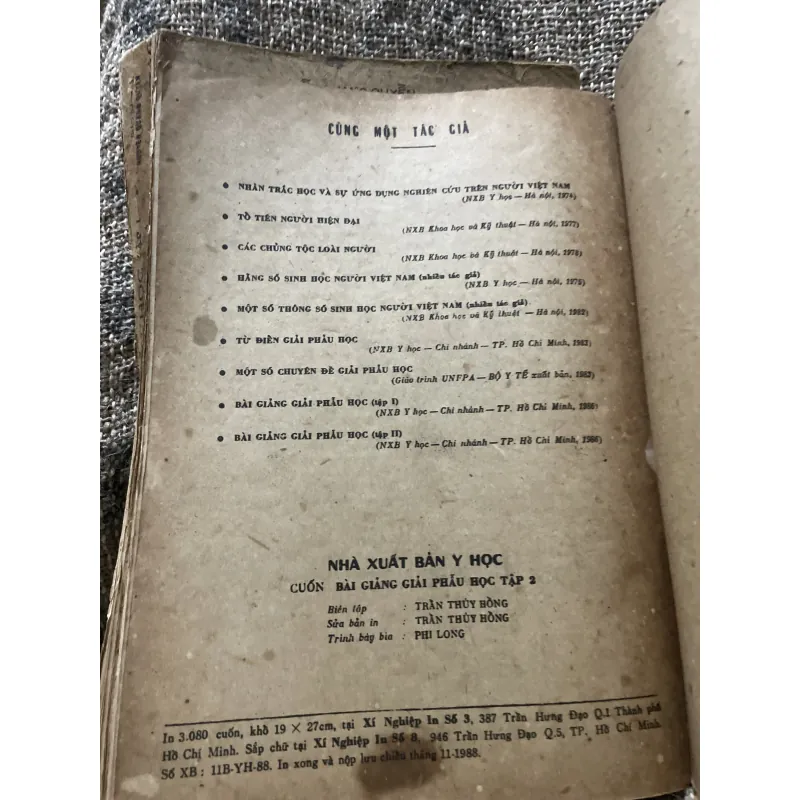 CÙNG MỘT TÁC GIẢ
• NHÂN TRẮC HỌC VÀ SỰ ỨNG DỤNG NGHIÊN CỨU TRÊN NGƯỜI VIỆT NAM
(NXB Y học — Hà nội, 1974)
• TỔ TIÊN NGƯỜI HIỆN ĐẠI
(NXB Khoa học và Kỹ thuật — Hà nội, 1977)
• CÁC CHỦNG TỘC LOÀI NGƯỜI
(NXB Khoa học và Kỹ thuật — Hà nội, 1978)
• HẰNG SỐ SINH HỌC NGƯỜI VIỆT NAM (nhiều tác giả)
(NXB Y học — Hà nội, 1975)
• MỘT SỐ THÔNG SỐ SINH HỌC NGƯỜI VIỆT NAM (nhiều tác giả)
(NXB Khoa học và Kỹ thuật — Hà nội, 1982)
• TỪ ĐIỂN GIẢI PHẪU HỌC
(NXB Y học — Chi nhánh — TP. Hồ Chí Minh, 1983)
• MỘT SỐ CHUYÊN ĐỀ GIẢI PHẪU HỌC
(Giáo trình UNFPA — BỘ Y TẾ xuất bản, 1983)
• BÀI GIẢNG GIẢI PHẪU HỌC (tập I)
(NXB Y học — Chi nhánh — TP. Hồ Chí Minh, 1986)
• BÀI GIẢNG GIẢI PHẪU HỌC (tập II)
(NXB Y học — Chi nhánh — TP. Hồ Chí Minh, 1986)
NHÀ XUẤT BẢN Y HỌC
CUỐN BÀI GIẢNG GIẢI PHẪU HỌC TẬP 2
Biên tập : TRẦN THÚY HỒNG
Sửa bản in : TRẦN THÚY HỒNG
Trình bày bìa : PHI LONG
In 3.080 cuốn, khổ 19 × 27cm, tại Xí Nghiệp In Số 3, 387 Trần Hưng Đạo Q.1 Thành phố
Hồ Chí Minh. Sắp chữ tại Xí Nghiệp In Số 8, 946 Trần Hưng Đạo Q.5, TP. Hồ Chí Minh.
Số XB : 11B-YH-88. In xong và nộp lưu chiểu tháng 11-1988.